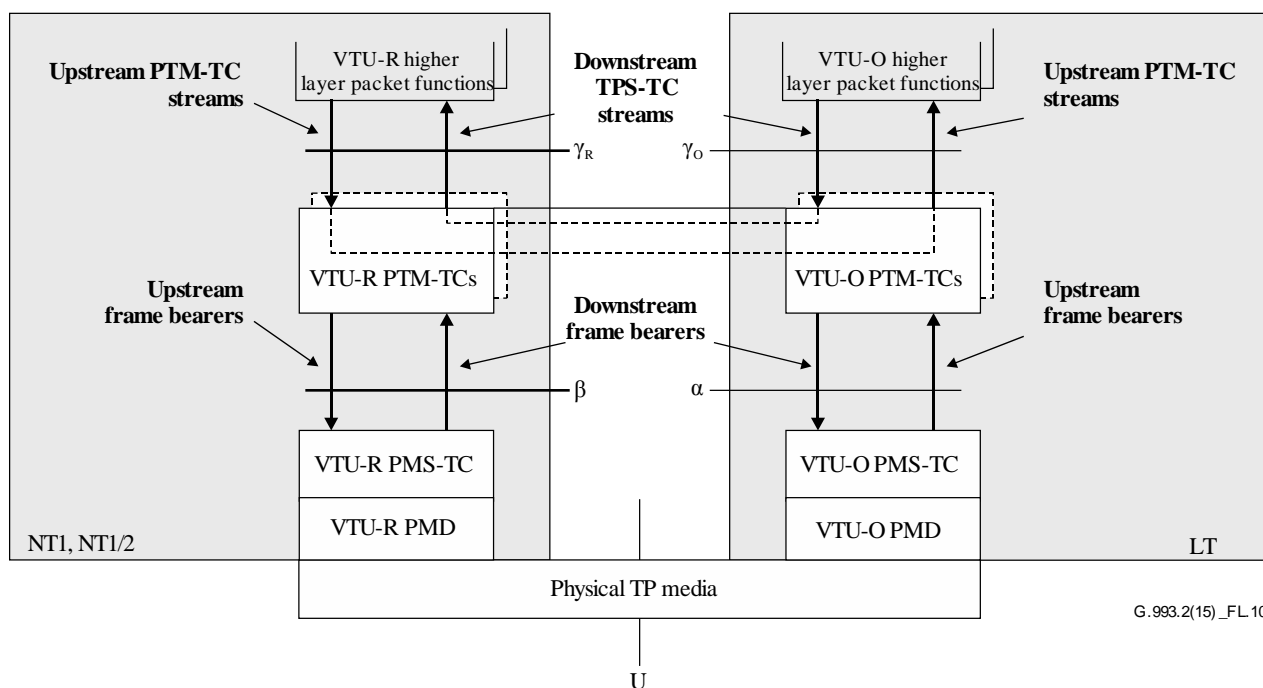 VTU-R higher
layer packet functions
Upstream PTM-TC
streams
Downstream
TPS-TC
streams
VTU-O higher
layer packet functions
Upstream PTM-TC
streams
γR
γO
VTU-R PTM-TCs
VTU-O PTM-TCs
Upstream
frame bearers
Downstream
frame bearers
Upstream
frame bearers
β
α
VTU-R PMS-TC
VTU-O PMS-TC
VTU-R PMD
VTU-O PMD
NT1, NT1/2
LT
Physical TP media
G.993.2(15)_FL.10
U